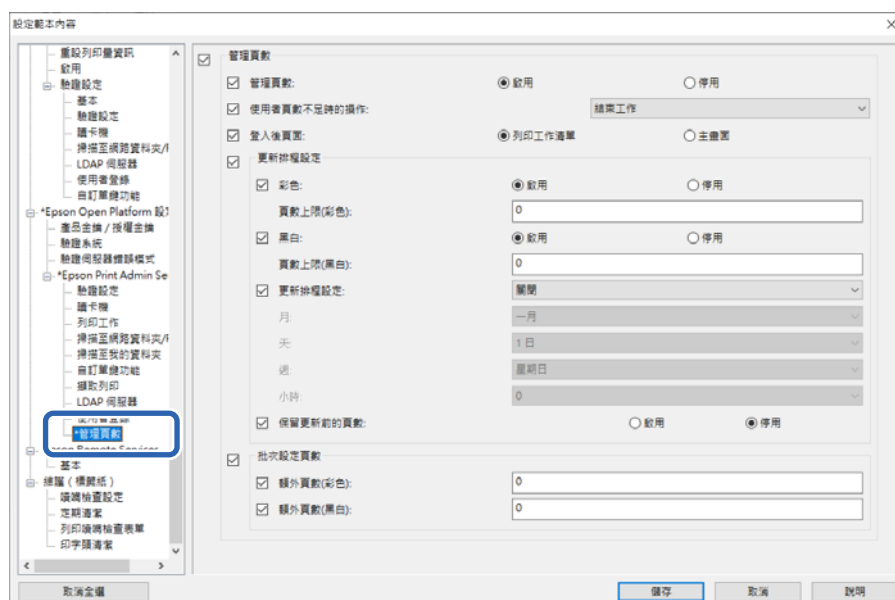 設定範本內容
重設列印量資訊
啟用
驗證設定
基本
驗證設定
讀卡機
掃描至網路資料夾/F
LDAP 伺服器
使用者登錄
自訂單鍵功能
*Epson Open Platform 設定
產品金鑰 / 授權金鑰
驗證系統
驗證伺服器錯誤模式
*Epson Print Admin Se
驗證設定
讀卡機
列印工作
掃描至網路資料夾/F
掃描至我的資料夾
自訂單鍵功能
擷取列印
LDAP 伺服器
使用者登錄
*管理頁數
Epson Remote Services
基本
維護 ( 標籤紙 )
噴嘴檢查設定
定期清潔
列印噴嘴檢查表單
印字頭清潔
取消全選
管理頁數
管理頁數: 啟用 停用
使用者頁數不足時的操作: 結束工作
登入後頁面: 列印工作清單 主畫面
更新排程設定
彩色: 啟用 停用
頁數上限(彩色): 0
黑白: 啟用 停用
頁數上限(黑白): 0
更新排程設定: 關閉
月: 一月
天: 1 日
週: 星期日
小時: 0
保留更新前的頁數: 啟用 停用
批次設定頁數
額外頁數(彩色): 0
額外頁數(黑白): 0
儲存 取消 說明